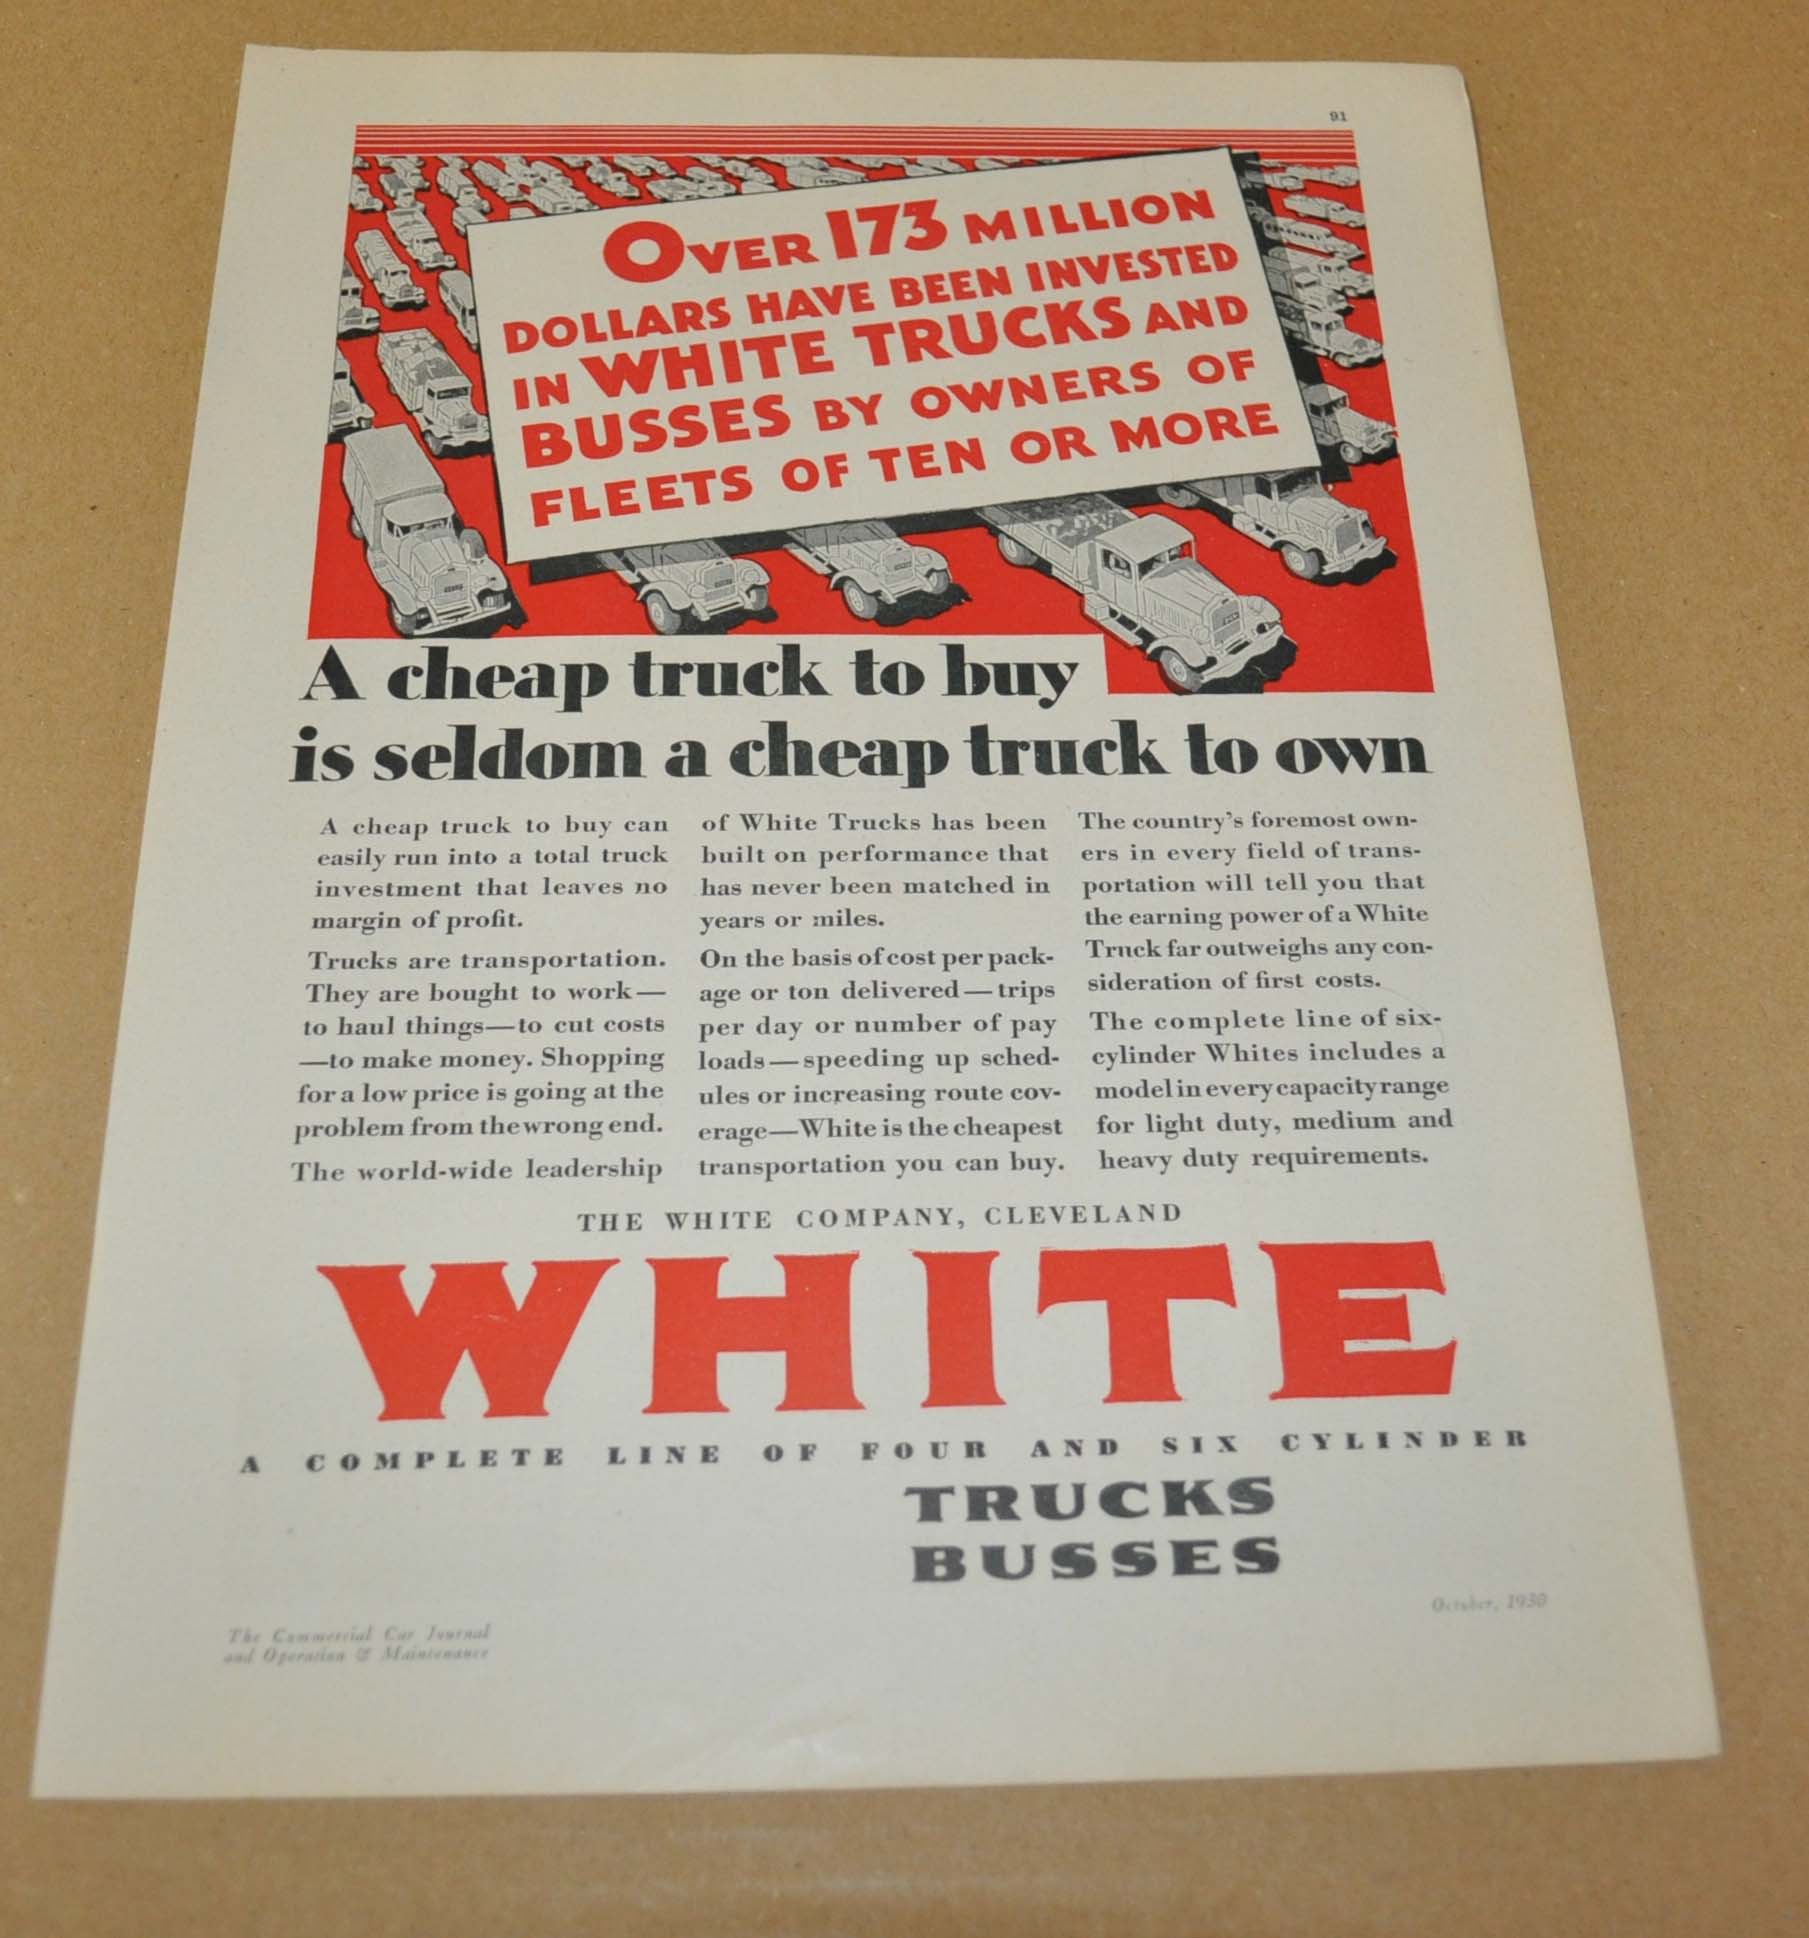 91
OVER 173 MILLION
DOLLARS HAVE BEEN INVESTED
IN WHITE TRUCKS AND
BUSSES BY OWNERS OF
FLEETS OF TEN OR MORE
A cheap truck to buy
is seldom a cheap truck to own
A cheap truck to buy can
easily run into a total truck
investment that leaves no
margin of profit.
Trucks are transportation.
They are bought to work—
to haul things—to cut costs
—to make money. Shopping
for a low price is going at the
problem from the wrong end.
The world-wide leadership
of White Trucks has been
built on performance that
has never been matched in
years or miles.
On the basis of cost per pack-
age or ton delivered—trips
per day or number of pay
loads—speeding up sched-
ules or increasing route cov-
erage—White is the cheapest
transportation you can buy.
The country's foremost own-
ers in every field of trans-
portation will tell you that
the earning power of a White
Truck far outweighs any con-
sideration of first costs.
The complete line of six-
cylinder Whites includes a
model in every capacity range
for light duty, medium and
heavy duty requirements.
THE WHITE COMPANY, CLEVELAND
WHITE
A COMPLETE LINE OF FOUR AND SIX CYLINDER
TRUCKS
BUSSES
The Commercial Car Journal
and Operation & Maintenance
October, 1930